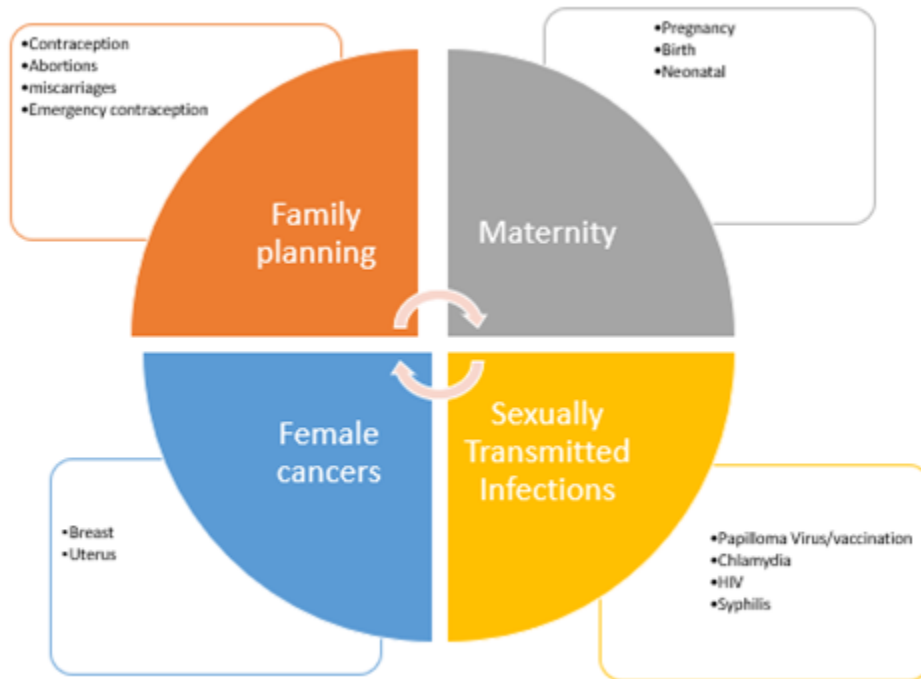 •Contraception
•Abortions
•miscarriages
•Emergency contraception
•Pregnancy
•Birth
•Neonatal
Family
planning
Maternity
Female
cancers
Sexually
Transmitted
Infections
•Breast
•Uterus
•Papilloma Virus/vaccination
•Chlamydia
•HIV
•Syphilis